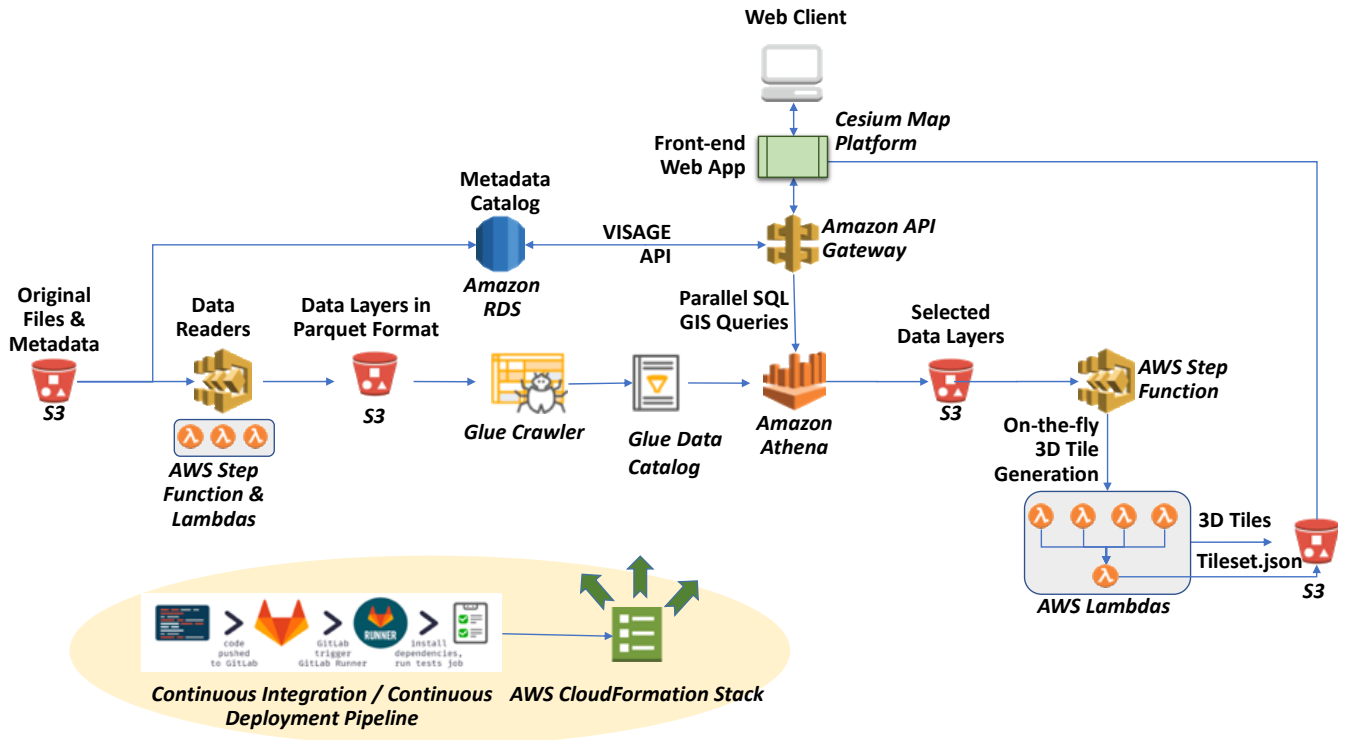 Web Client
Cesium Map
Platform
Front-end
Web App
Metadata
Catalog
VISAGE
API
Amazon API
Gateway
Amazon
RDS
Original
Files &
Metadata
S3
Data
Readers
AWS Step
Function &
Lambdas
Data Layers in
Parquet Format
S3
Glue Crawler
Glue Data
Catalog
Parallel SQL
GIS Queries
Amazon
Athena
Selected
Data Layers
S3
AWS Step
Function
On-the-fly
3D Tile
Generation
AWS Lambdas
3D Tiles
Tileset.json
S3
code
pushed
to GitLab
GitLab
trigger
GitLab Runner
RUNNER
install
dependencies,
run tests job
Continuous Integration / Continuous
Deployment Pipeline
AWS CloudFormation Stack